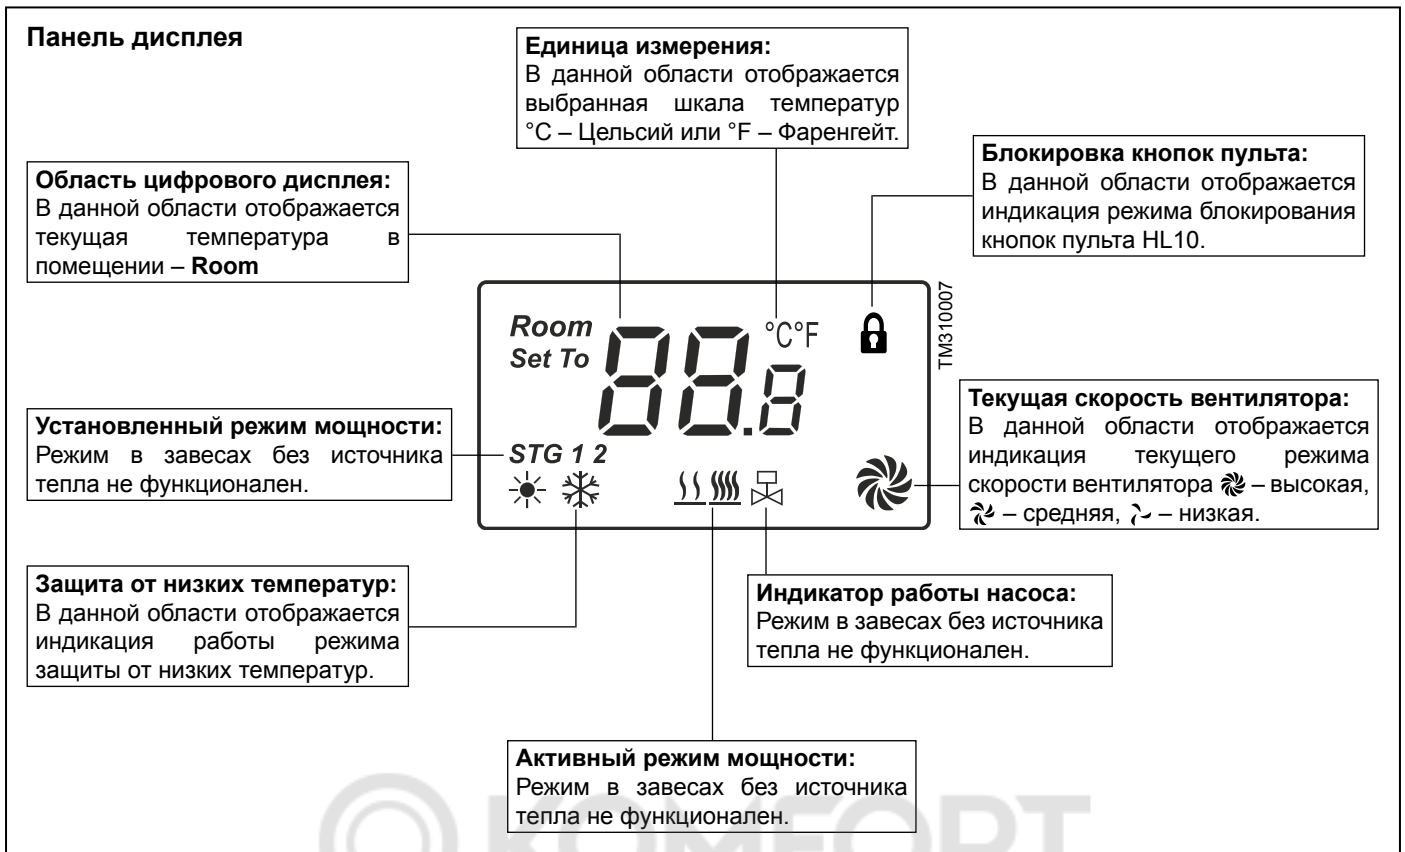 Панель дисплея
Единица измерения:
В данной области отображается
выбранная шкала температур
°C – Цельсий или °F – Фаренгейт.
Область цифрового дисплея:
В данной области отображается
текущая температура в
помещении – Room
Блокировка кнопок пульта:
В данной области отображается
индикация режима блокирования
кнопок пульта HL10.
Room
Set To
88.8
°C°F
TM310007
STG 1 2
Установленный режим мощности:
Режим в завесах без источника
тепла не функционален.
Текущая скорость вентилятора:
В данной области отображается
индикация текущего режима
скорости вентилятора – высокая,
– средняя, – низкая.
Защита от низких температур:
В данной области отображается
индикация работы режима
защиты от низких температур.
Индикатор работы насоса:
Режим в завесах без источника
тепла не функционален.
Активный режим мощности:
Режим в завесах без источника
тепла не функционален.
КОМФОРТ